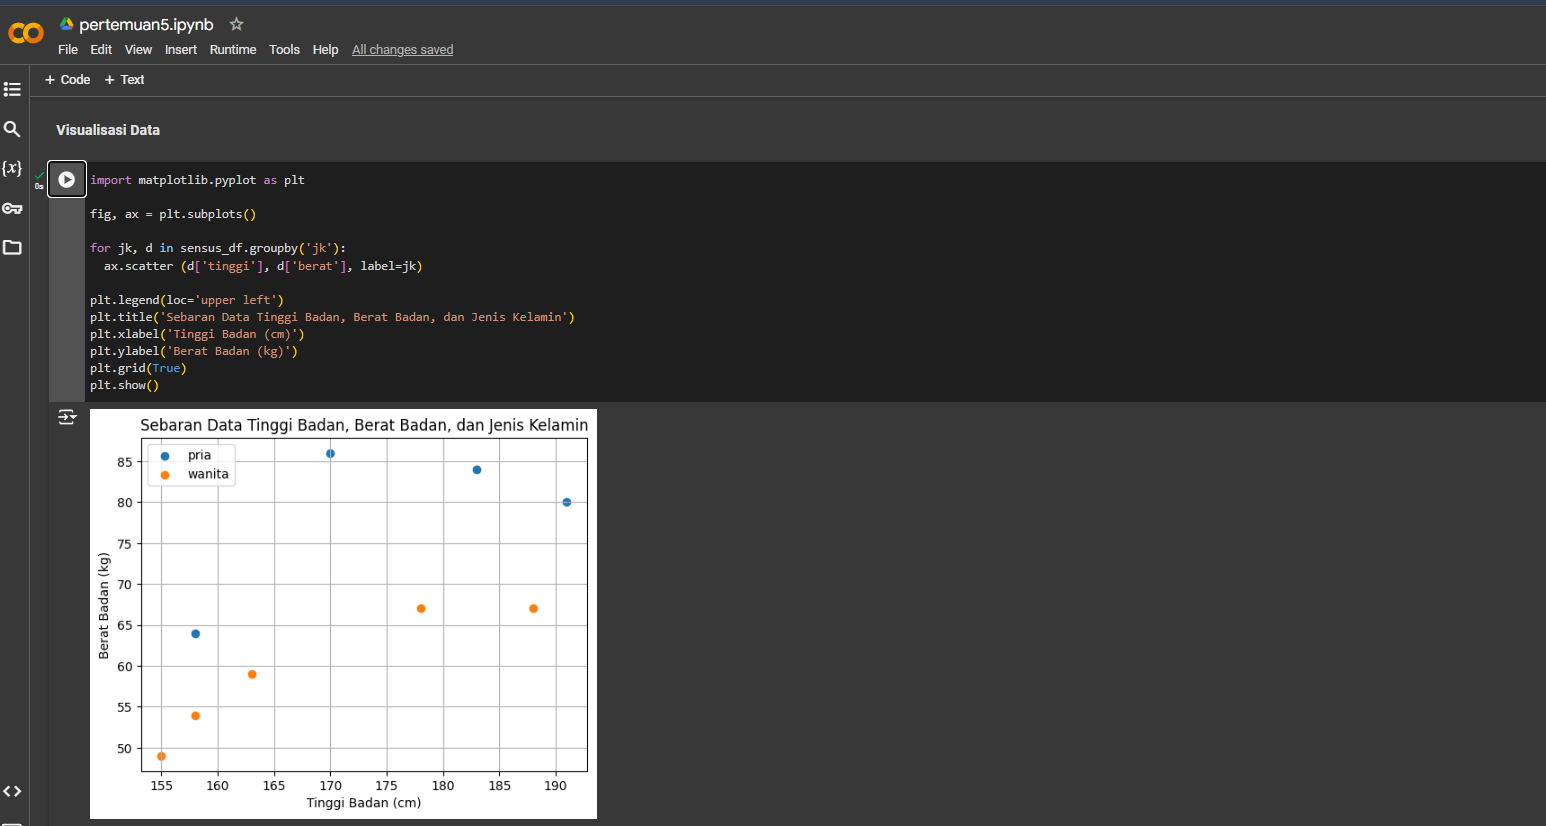 pertemuan5.ipynb
File Edit View Insert Runtime Tools Help All changes saved
+ Code + Text
Visualisasi Data
{x}
0s
import matplotlib.pyplot as plt
fig, ax = plt.subplots()
for jk, d in sensus_df.groupby('jk'):
ax.scatter (d['tinggi'], d['berat'], label=jk)
plt.legend(loc='upper left')
plt.title('Sebaran Data Tinggi Badan, Berat Badan, dan Jenis Kelamin')
plt.xlabel('Tinggi Badan (cm)')
plt.ylabel('Berat Badan (kg)')
plt.grid(True)
plt.show()
Sebaran Data Tinggi Badan, Berat Badan, dan Jenis Kelamin
pria
wanita
85
80
75
70
65
60
55
50
Berat Badan (kg)
155 160 165 170 175 180 185 190
Tinggi Badan (cm)